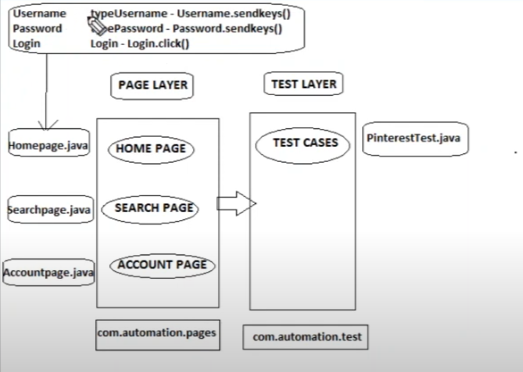 Username typeUsername - Username.sendkeys()
Password ePassword - Password.sendkeys()
Login Login - Login.click()
PAGE LAYER TEST LAYER
Homepage.java HOME PAGE TEST CASES PinterestTest.java
Searchpage.java SEARCH PAGE
Accountpage.java ACCOUNT PAGE
com.automation.pages com.automation.test